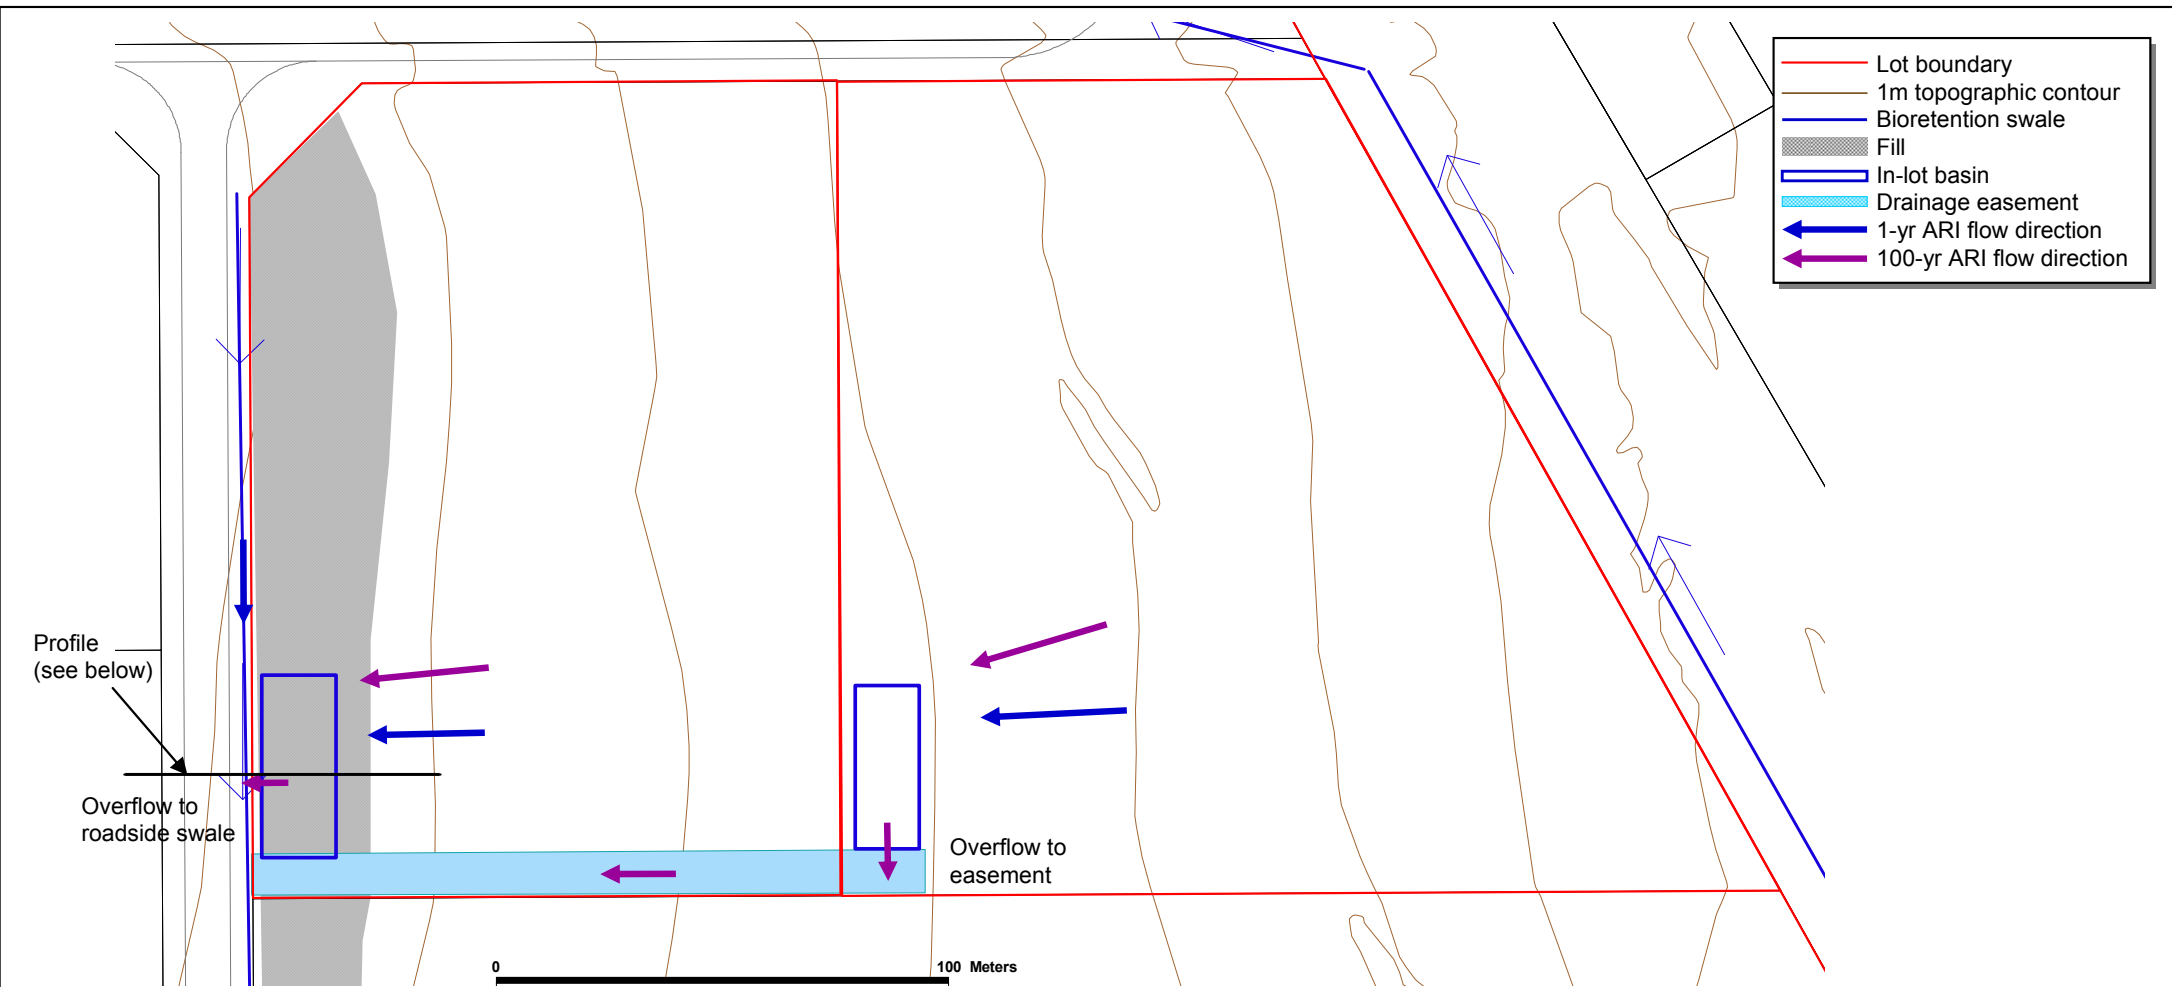 Lot boundary
1m topographic contour
Bioretention swale
Fill
In-lot basin
Drainage easement
1-yr ARI flow direction
100-yr ARI flow direction
Profile
(see below)
Overflow to
roadside swale
Overflow to
easement
0
100 Meters